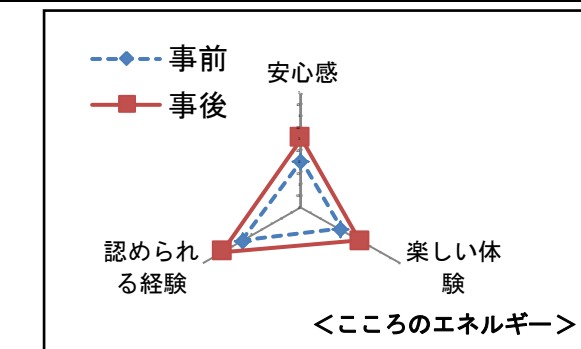 事前
事後
安心感
認められ
る経験
楽しい体
験
＜こころのエネルギー＞